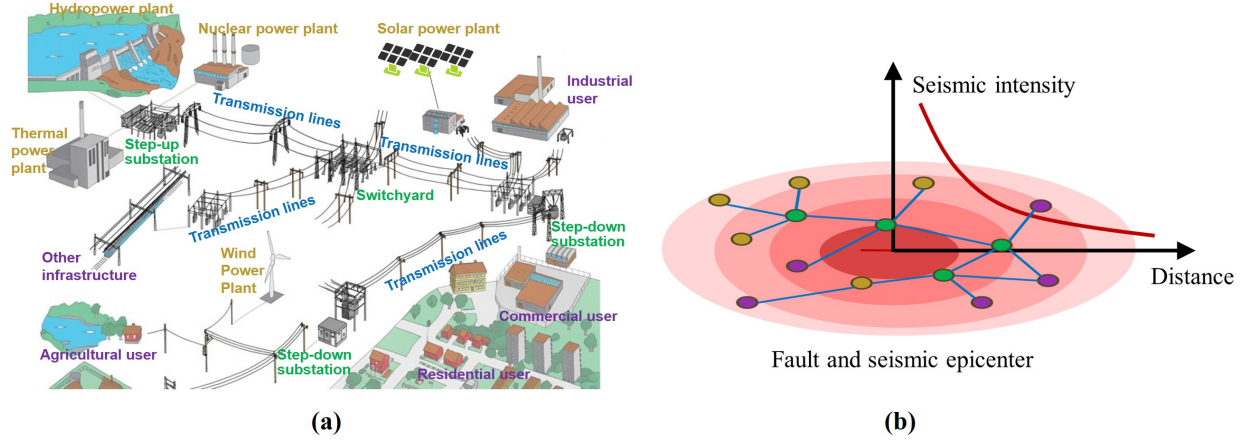 Hydropower plant
Nuclear power plant
Solar power plant
Industrial
user
Transmission lines
Thermal
power
plant
Step-up
substation
Transmission lines
Switchyard
Transmission lines
Step-down
substation
Other
infrastructure
Wind
Power
Plant
Transmission lines
Commercial user
Agricultural user
Step-down
substation
Residential user
(a)
Seismic intensity
Distance
Fault and seismic epicenter
(b)